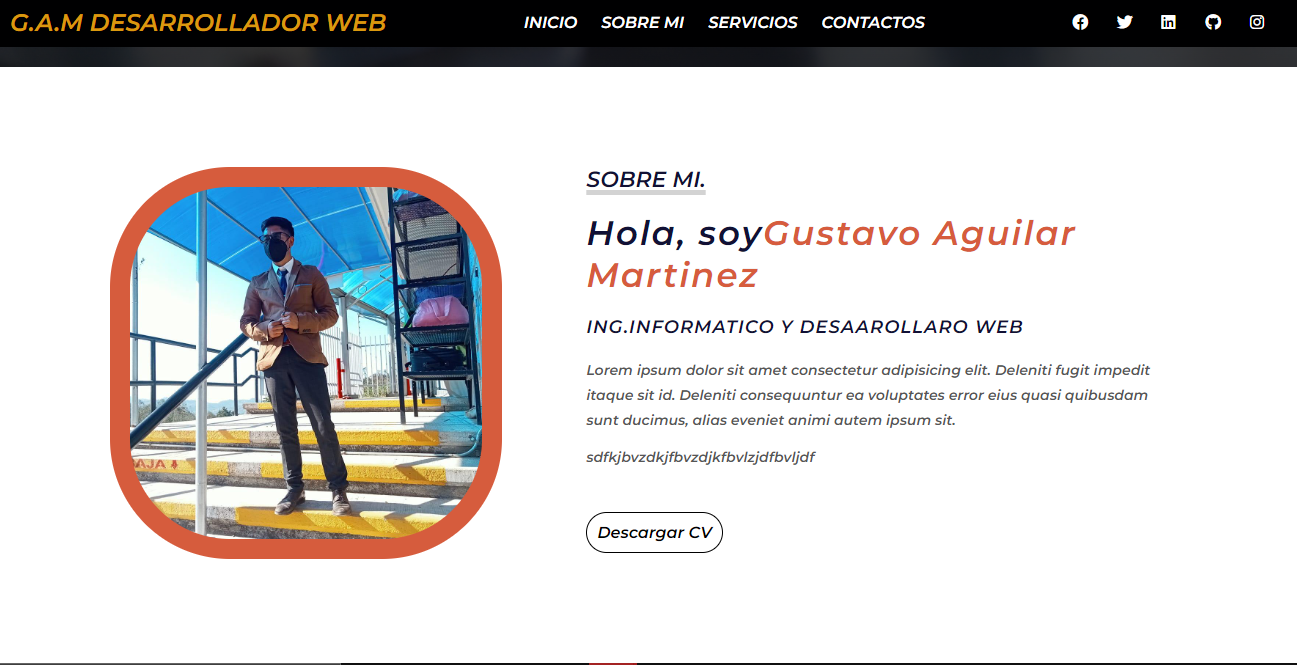 G.A.M DESARROLLADOR WEB
INICIO SOBRE MI SERVICIOS CONTACTOS
SOBRE MI.
Hola, soyGustavo Aguilar
Martinez
ING.INFORMATICO Y DESAAROLLARO WEB
Lorem ipsum dolor sit amet consectetur adipisicing elit. Deleniti fugit impedit
itaque sit id. Deleniti consequuntur ea voluptates error eius quasi quibusdam
sunt ducimus, alias eveniet animi autem ipsum sit.
sdfkjbvzdkjfbvzdjkfbvlzjdfbvljdf
Descargar CV
AJA